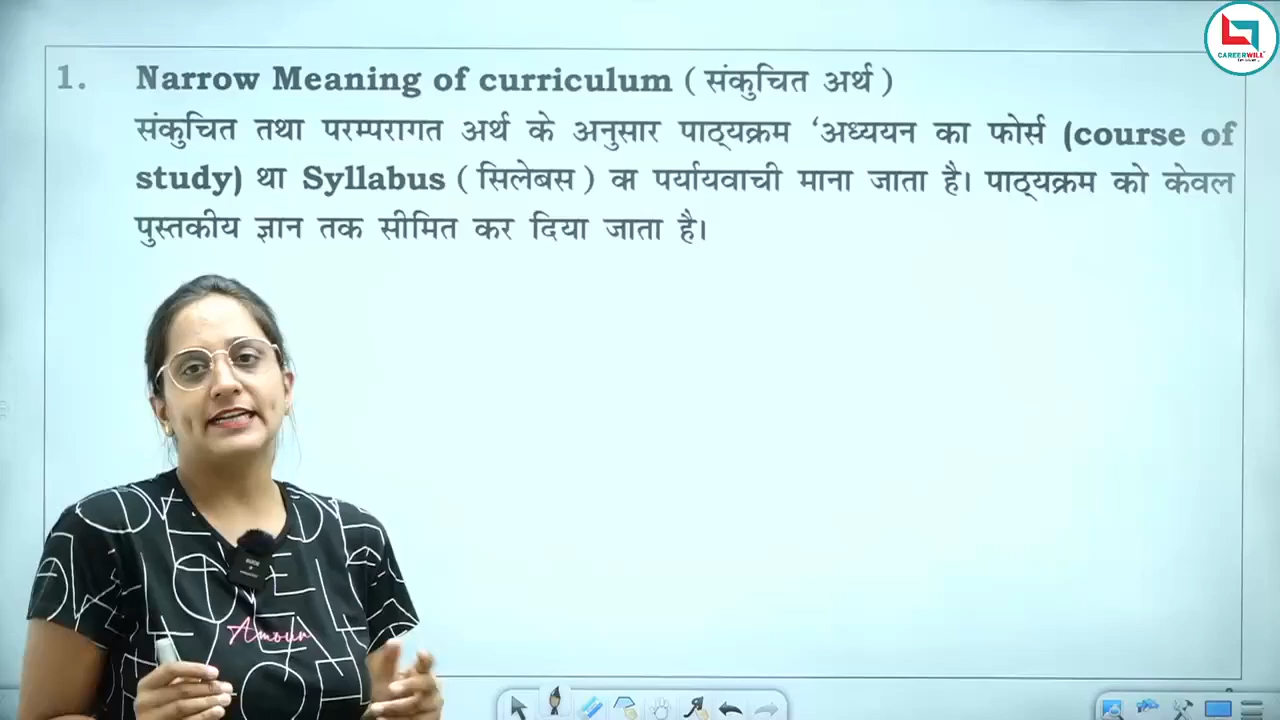 CAREERWILL
1. Narrow Meaning of curriculum ( संकुचित अर्थ )
संकुचित तथा परम्परागत अर्थ के अनुसार पाठ्यक्रम ‘अध्ययन का फोर्स (course of
study) था Syllabus ( सिलेबस ) क पर्यायवाची माना जाता है। पाठ्यक्रम को केवल
पुस्तकीय ज्ञान तक सीमित कर दिया जाता है।
Amour